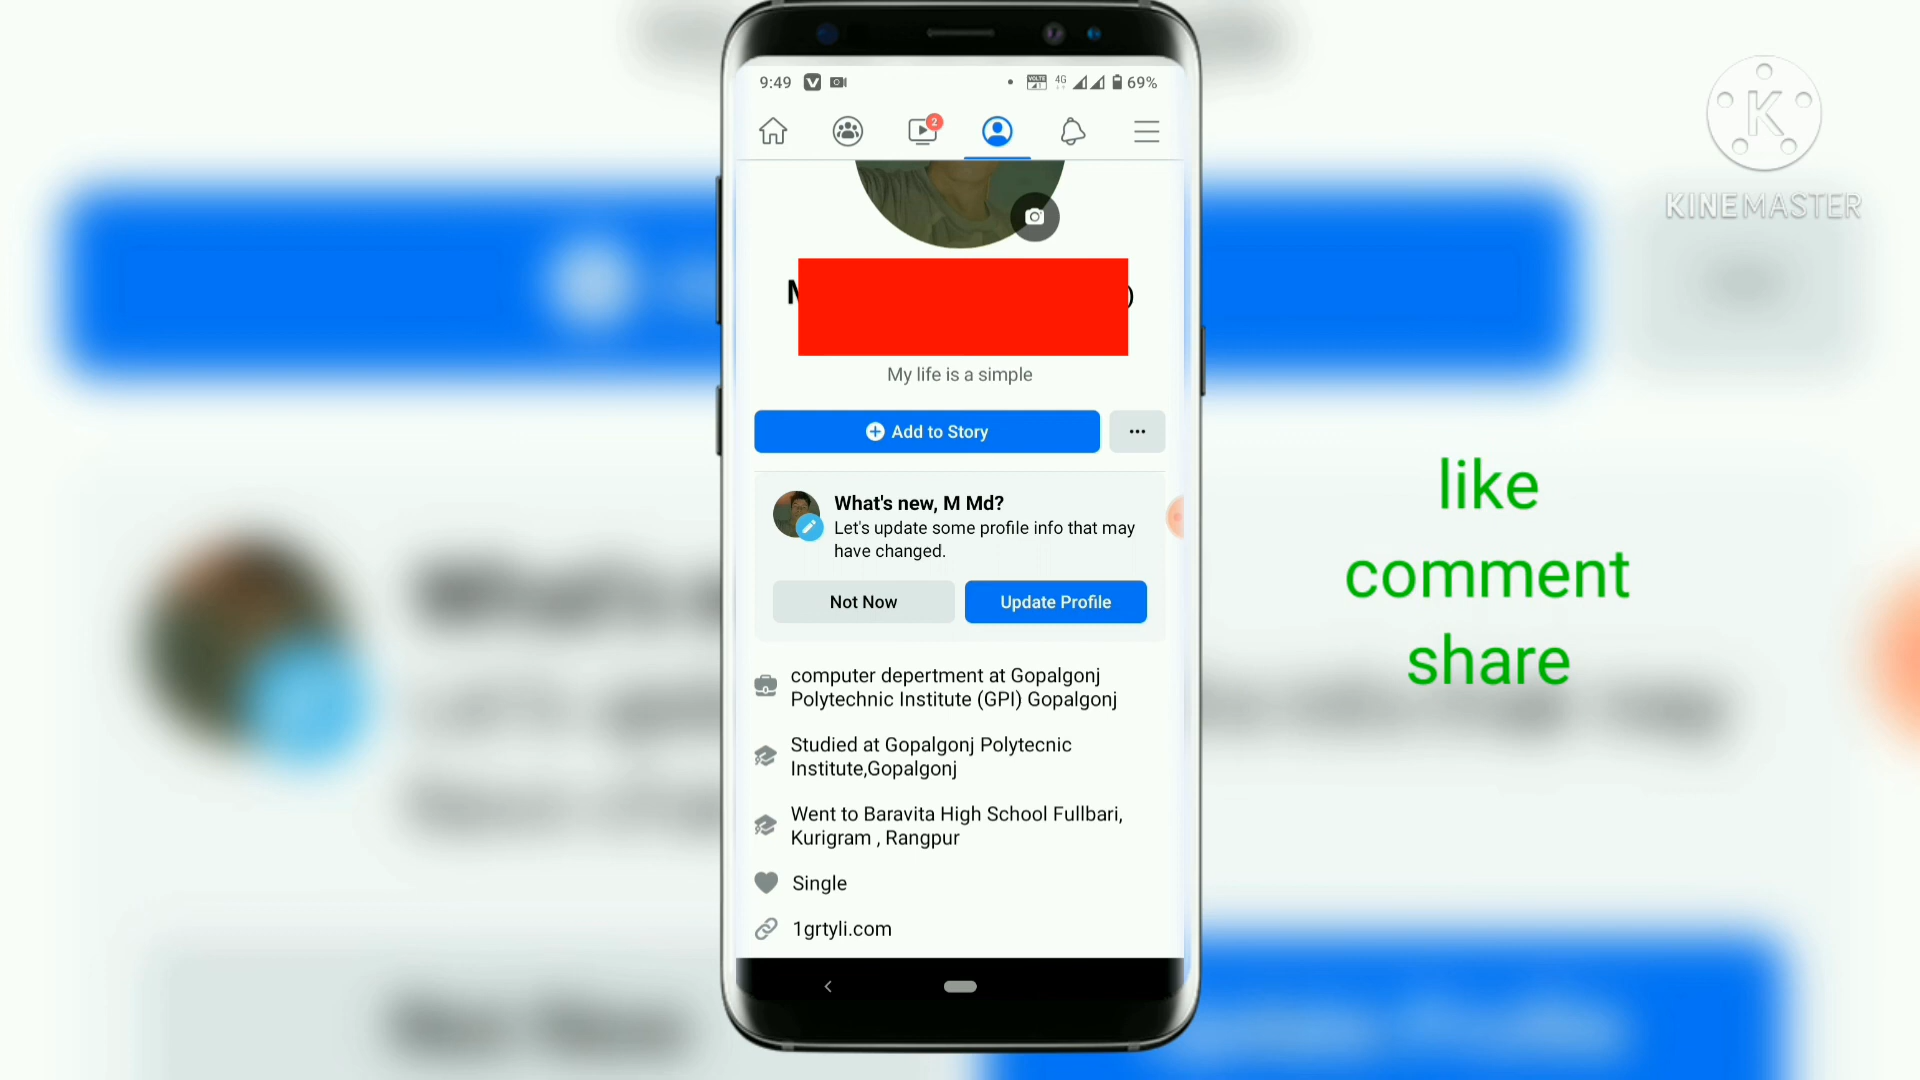 9:49
4G
69%
2
My life is a simple
Add to Story
What's new, M Md?
Let's update some profile info that may
have changed.
Not Now
Update Profile
computer depertment at Gopalgonj
Polytechnic Institute (GPI) Gopalgonj
Studied at Gopalgonj Polytecnic
Institute,Gopalgonj
Went to Baravita High School Fullbari,
Kurigram , Rangpur
Single
1grtyli.com
KINEMASTER
like
comment
share